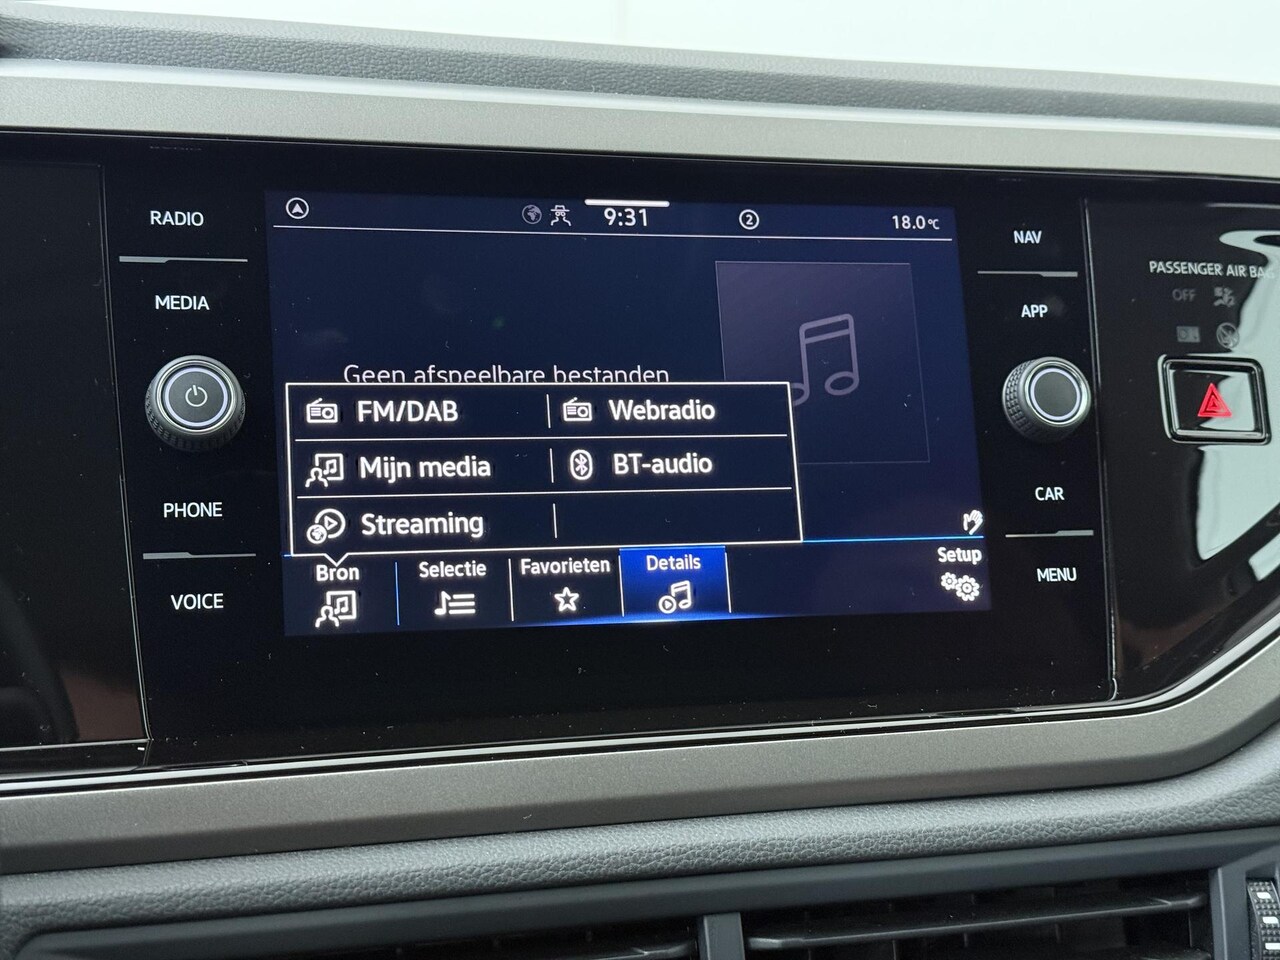 RADIO
MEDIA
PHONE
VOICE
9:31
2
18.0°C
Geen afspeelbare bestanden
FM/DAB
Webradio
Mijn media
BT-audio
Streaming
Bron
Selectie
Favorieten
Details
Setup
NAV
APP
CAR
MENU
PASSENGER AIR BAG
OFF